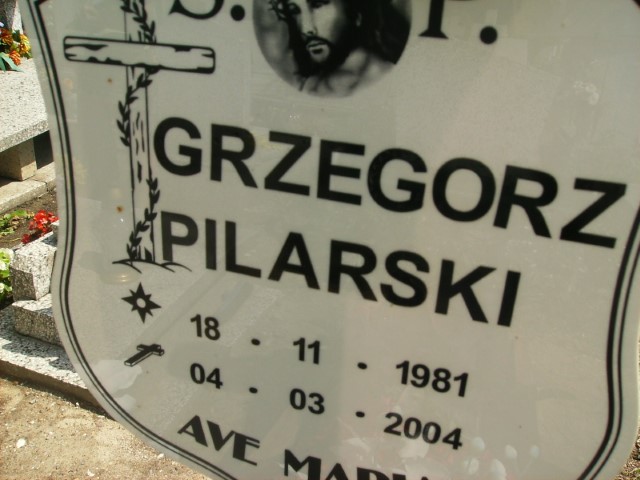 S. P.
GRZEGORZ
PILARSKI
18 . 11 . 1981
04 . 03 . 2004
AVE